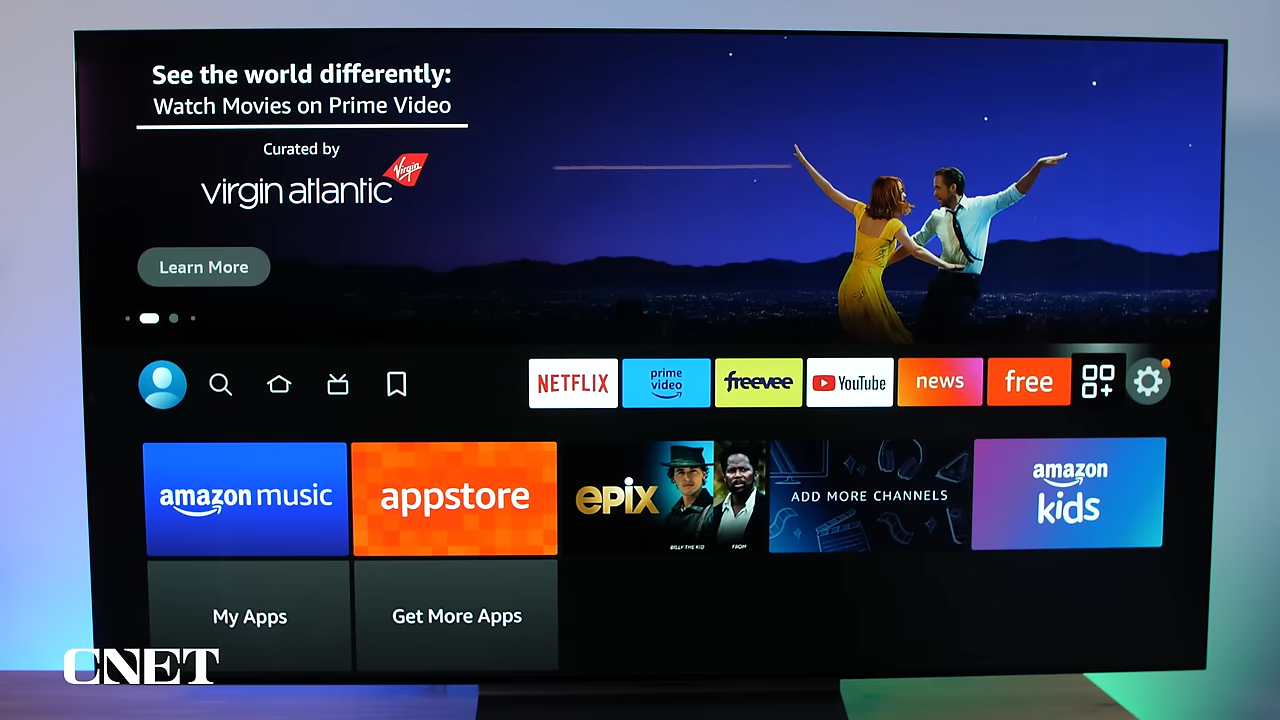 See the world differently:
Watch Movies on Prime Video
Curated by
virgin atlantic
Virgin
Learn More
NETFLIX
prime video
freevee
YouTube
news
free
amazon music
appstore
epix
BILLY THE KID
FROM
ADD MORE CHANNELS
amazon
kids
My Apps
Get More Apps
CNET